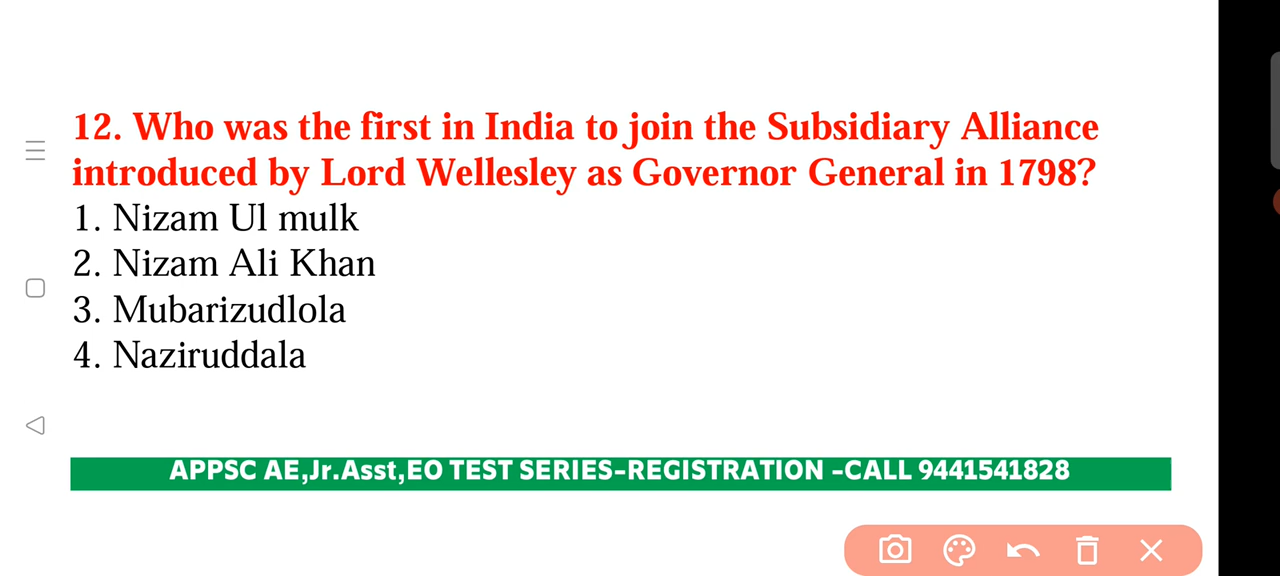 12. Who was the first in India to join the Subsidiary Alliance
introduced by Lord Wellesley as Governor General in 1798?
1. Nizam Ul mulk
2. Nizam Ali Khan
3. Mubarizudlola
4. Naziruddala
APPSC AE,Jr.Asst,EO TEST SERIES-REGISTRATION -CALL 9441541828